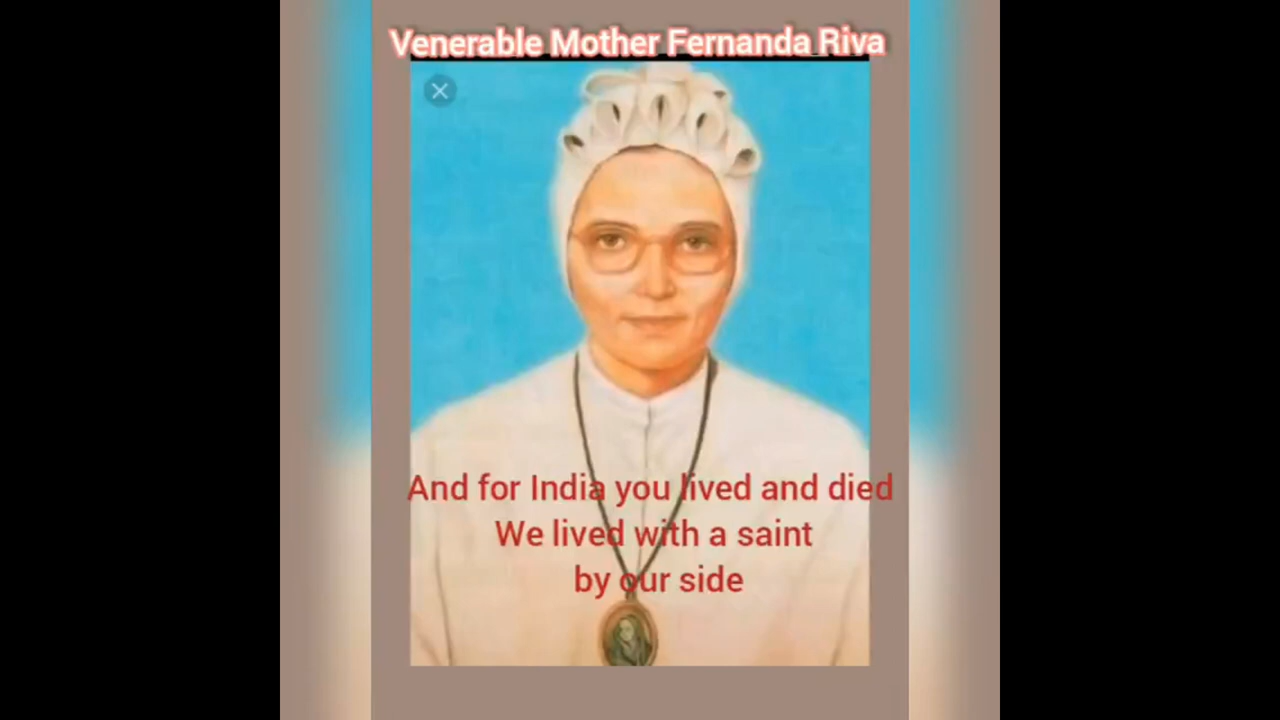 Venerable Mother Fernanda Riva
And for India you lived and died
We lived with a saint
by our side